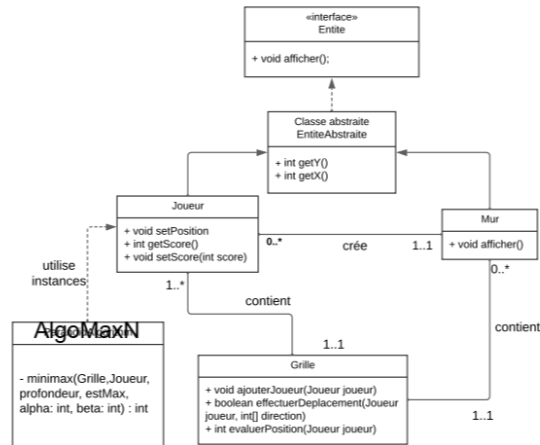 «interface»
Entite
+ void afficher();
Classe abstraite
EntiteAbstraite
+ int getY()
+ int getX()
Joueur
+ void setPosition
+ int getScore()
+ void setScore(int score)
Mur
+ void afficher()
0..*
crée
1..1
utilise
instances
1..*
contient
1..1
0..*
contient
1..1
AlgoMaxN
- minimax(Grille,Joueur,
profondeur, estMax,
alpha: int, beta: int) : int
Grille
+ void ajouterJoueur(Joueur joueur)
+ boolean effectuerDeplacement(Joueur
joueur, int[] direction)
+ int evaluerPosition(Joueur joueur)